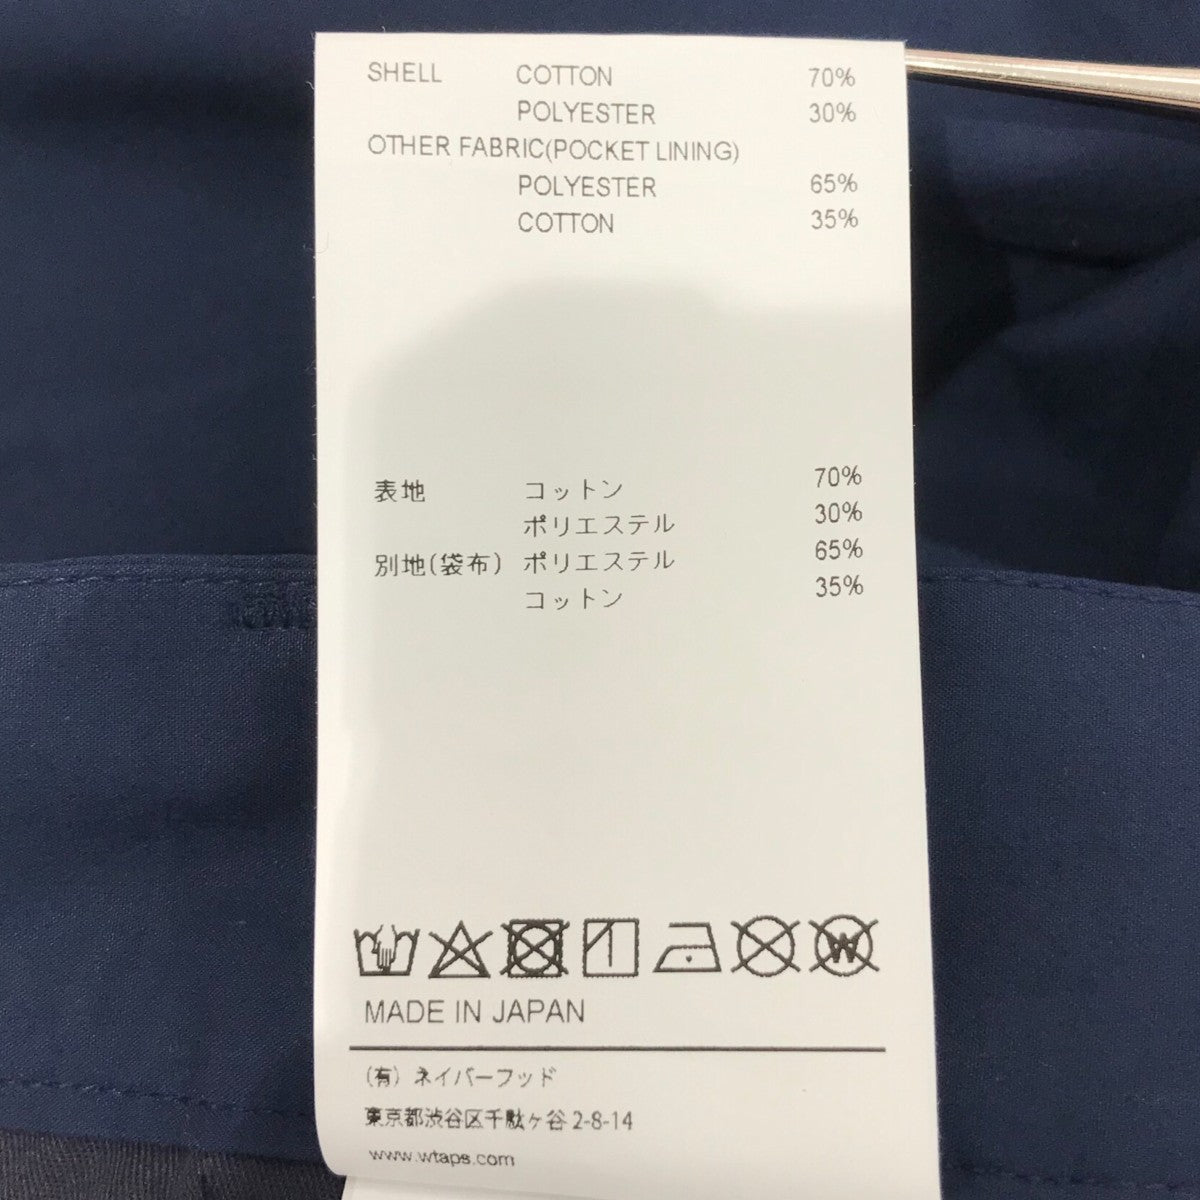 SHELL COTTON 70%
POLYESTER 30%
OTHER FABRIC(POCKET LINING)
POLYESTER 65%
COTTON 35%
表地 コットン 70%
ポリエステル 30%
別地(袋布) ポリエステル 65%
コットン 35%
W
MADE IN JAPAN
(有) ネイバーフッド
東京都渋谷区千駄ヶ谷 2-8-14
www.wtaps.com